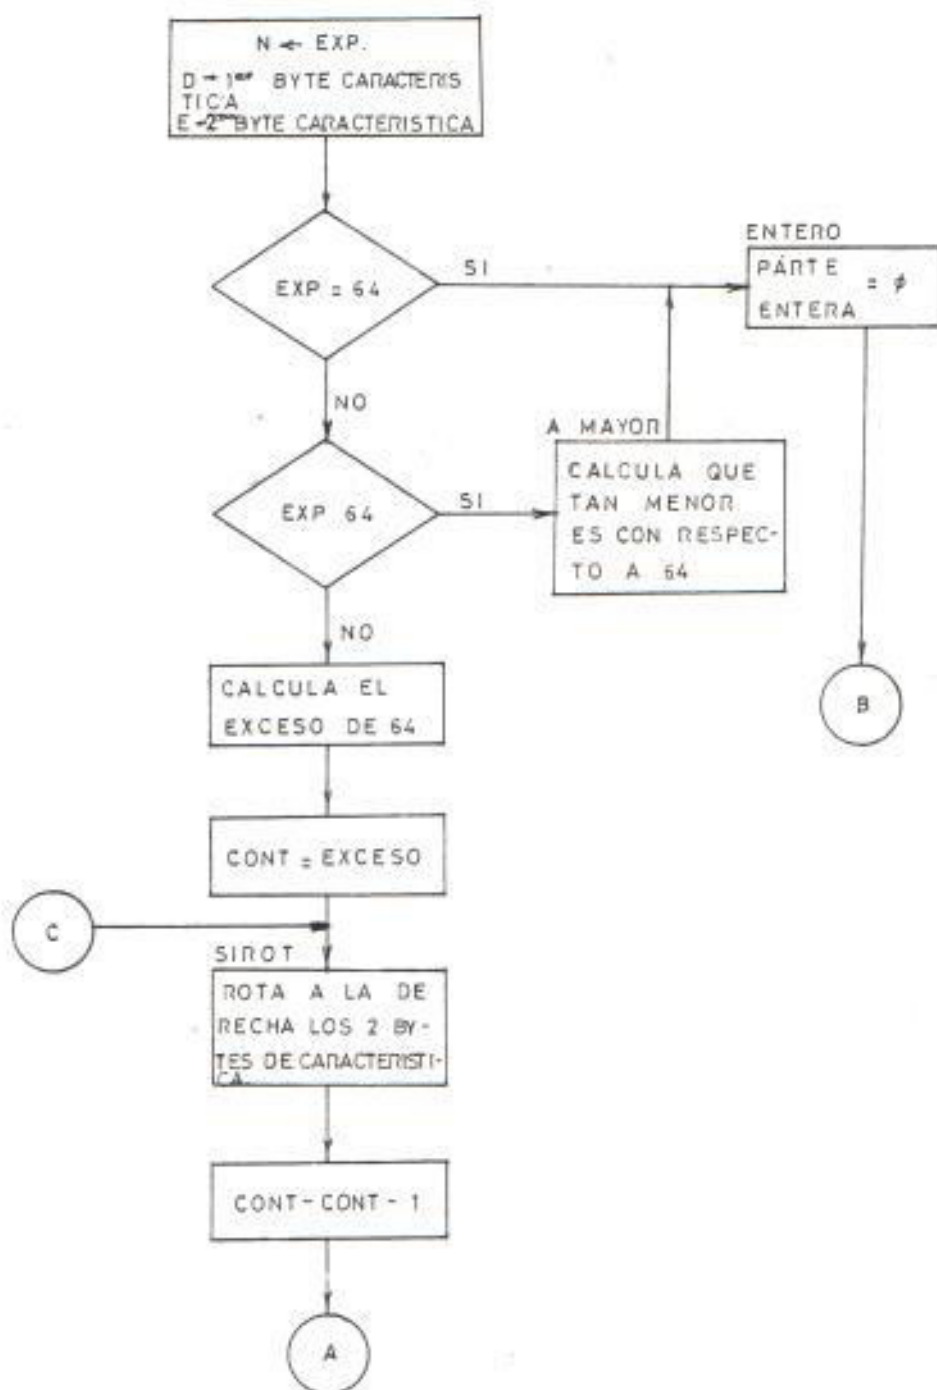 N ← EXP.
D → 1er BYTE CARACTERIS
TICA
E → 2do BYTE CARACTERISTICA
EXP = 64
SI
ENTERO
PARTE = ϕ
ENTERA
NO
A MAYOR
EXP 64
SI
CALCULA QUE
TAN MENOR
ES CON RESPEC-
TO A 64
NO
CALCULA EL
EXCESO DE 64
B
CONT = EXCESO
C
SIROT
ROTA A LA DE
RECHA LOS 2 BY-
TES DE CARACTERISTI-
CA.
CONT - CONT - 1
A